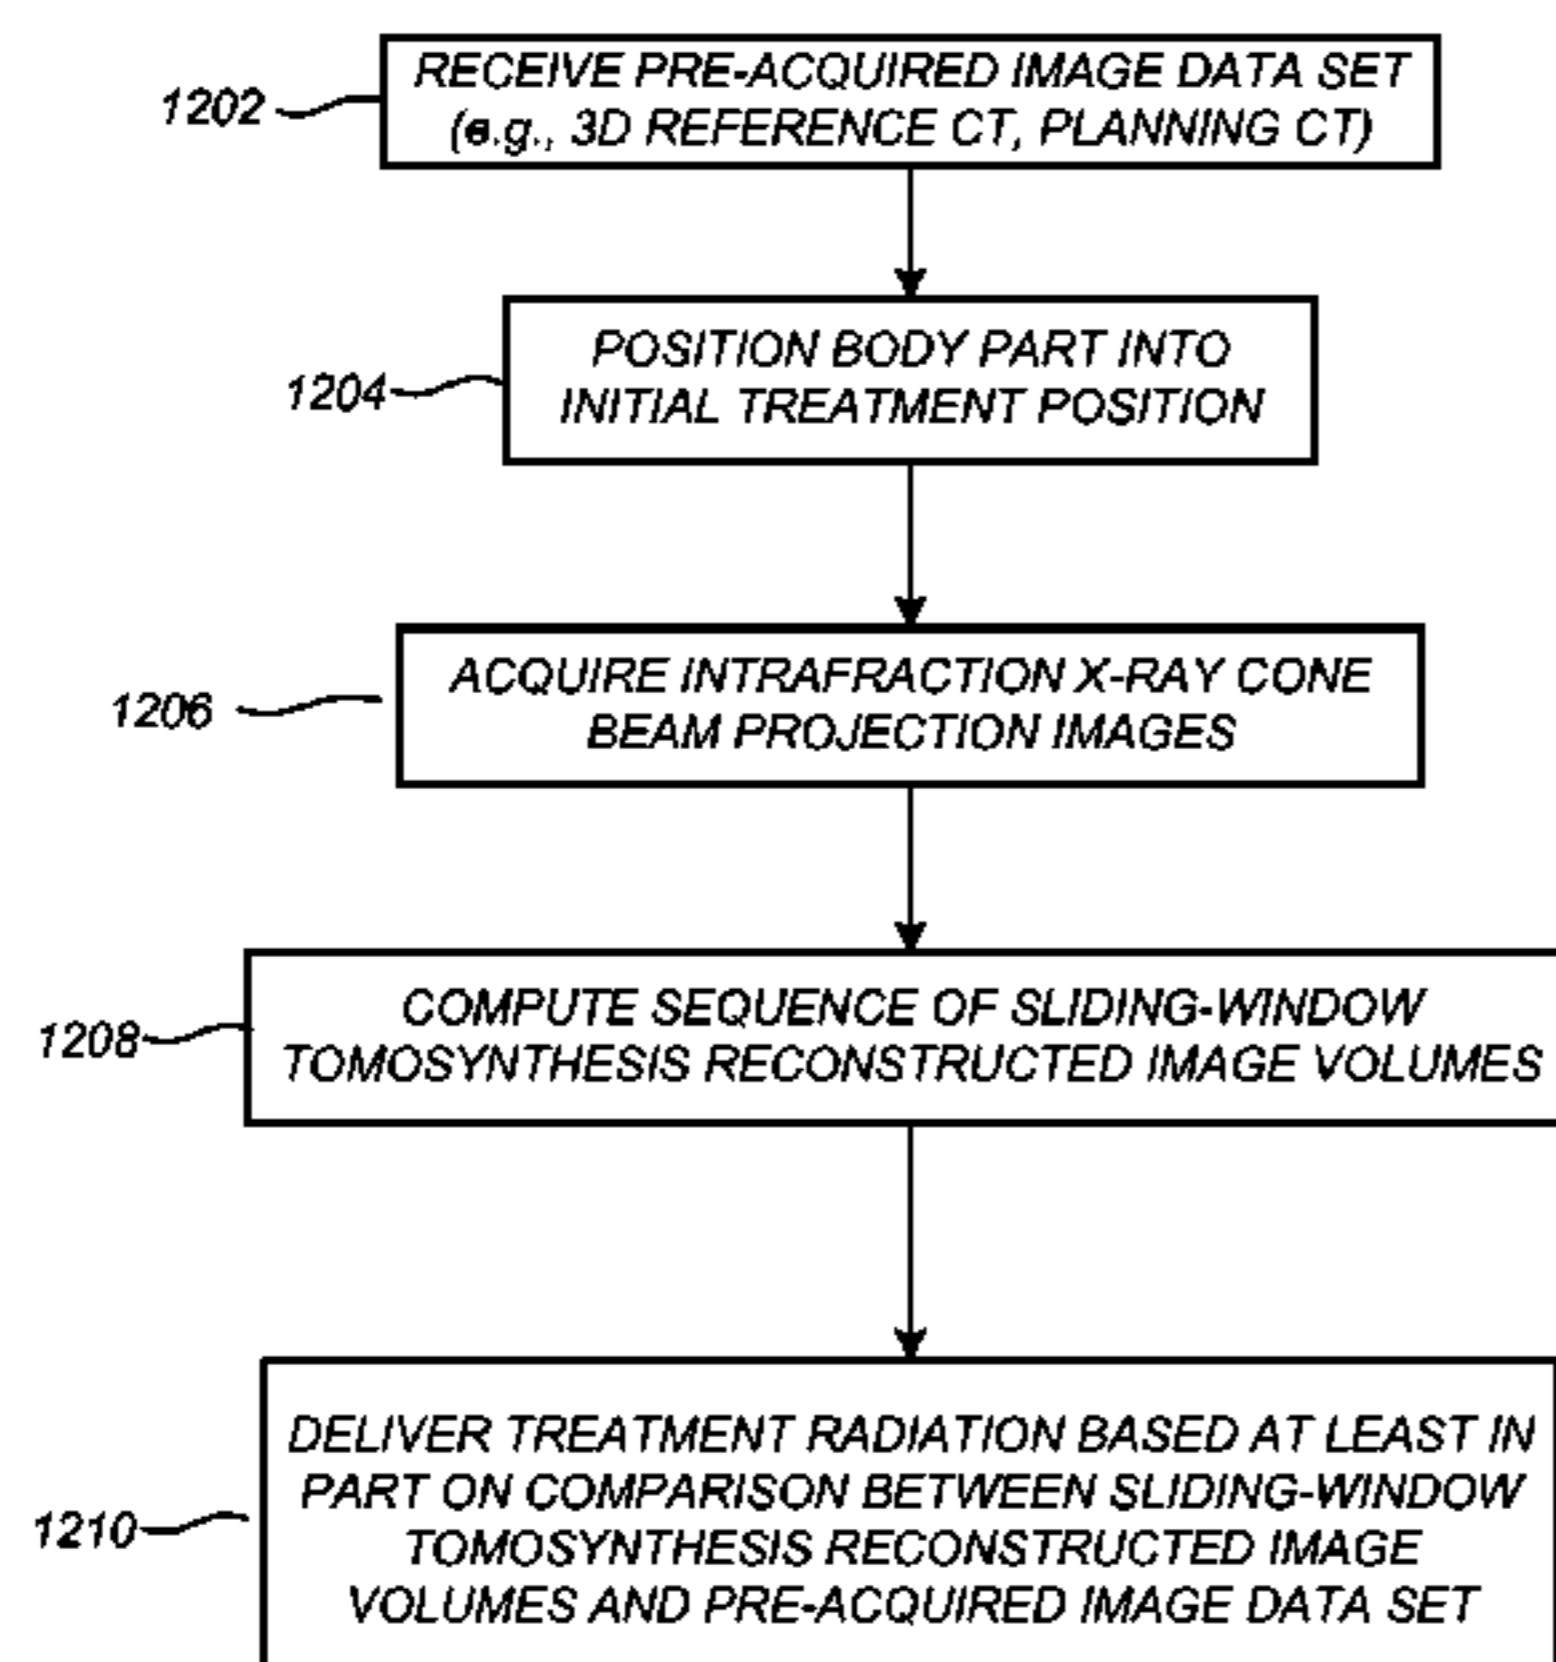 1202
RECEIVE PRE-ACQUIRED IMAGE DATA SET
(e.g., 3D REFERENCE CT, PLANNING CT)
1204
POSITION BODY PART INTO
INITIAL TREATMENT POSITION
1206
ACQUIRE INTRAFRACTION X-RAY CONE
BEAM PROJECTION IMAGES
1208
COMPUTE SEQUENCE OF SLIDING-WINDOW
TOMOSYNTHESIS RECONSTRUCTED IMAGE VOLUMES
1210
DELIVER TREATMENT RADIATION BASED AT LEAST IN
PART ON COMPARISON BETWEEN SLIDING-WINDOW
TOMOSYNTHESIS RECONSTRUCTED IMAGE
VOLUMES AND PRE-ACQUIRED IMAGE DATA SET